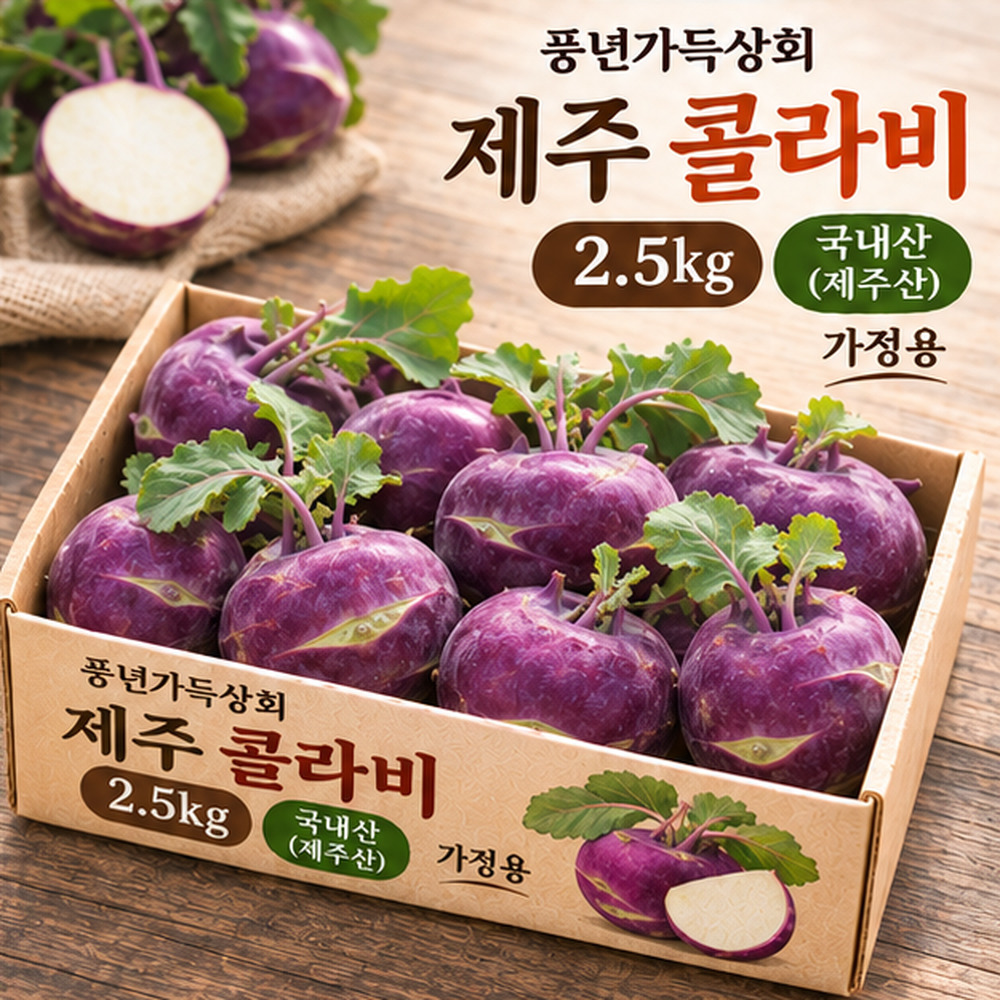 풍년가득상회
제주 콜라비
2.5kg
국내산
(제주산)
가정용
풍년가득상회
제주 콜라비
2.5kg
국내산
(제주산)
가정용